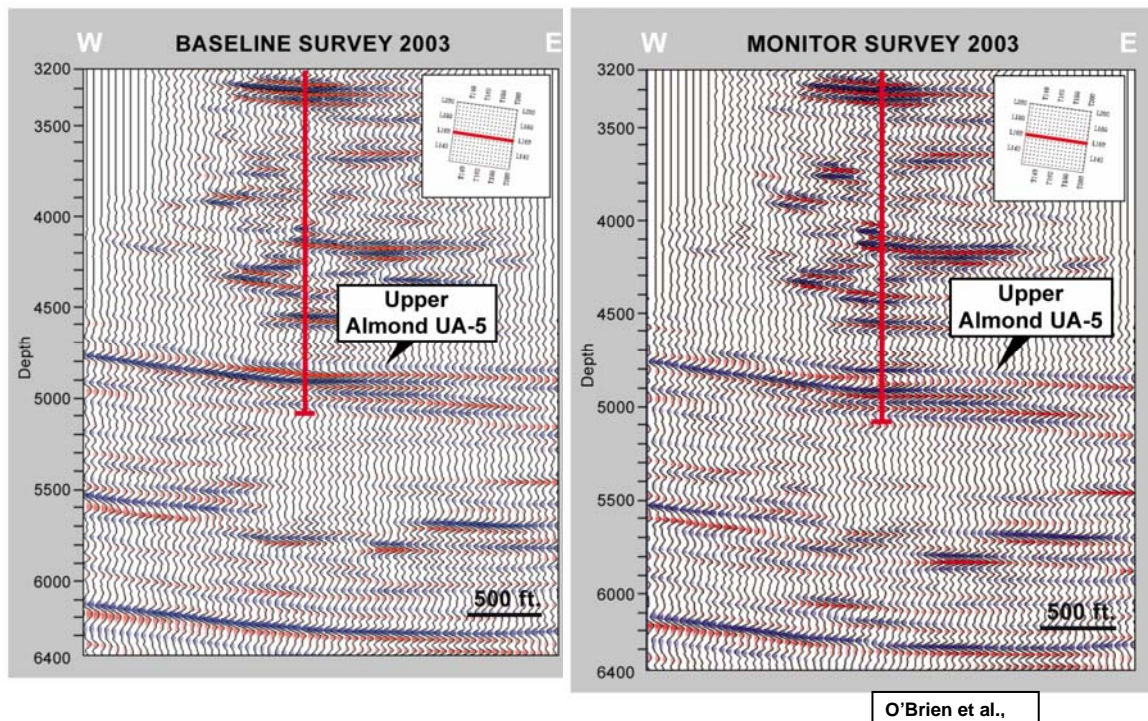 W BASELINE SURVEY 2003 E
3200
3500
4000
4500
5000
5500
6000
6400
Depth
Upper
Almond UA-5
500 ft.
W MONITOR SURVEY 2003 E
3200
3500
4000
4500
5000
5500
6000
6400
Depth
Upper
Almond UA-5
500 ft.
O'Brien et al.,